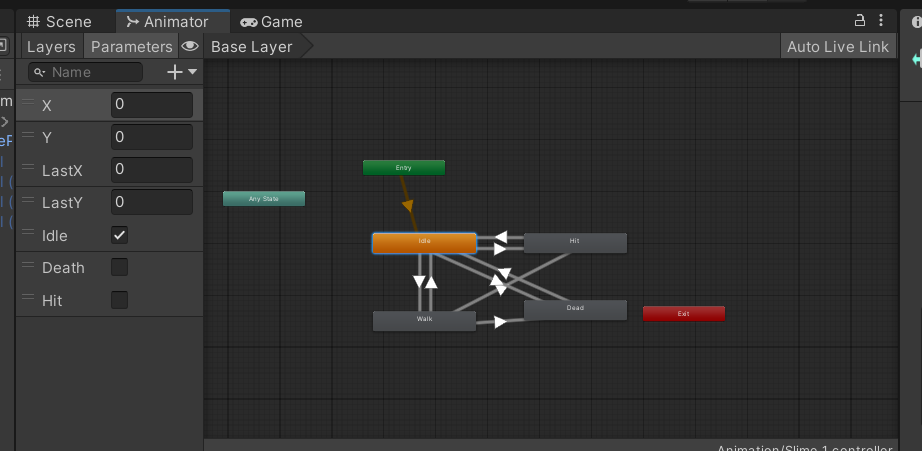 Scene Animator Game
Layers Parameters Base Layer Auto Live Link
Name
X 0
Y 0
LastX 0
LastY 0
Idle
Death
Hit
Entry
Any State
Idle
Hit
Walk
Dead
Exit
Animation/Slime 1.controller